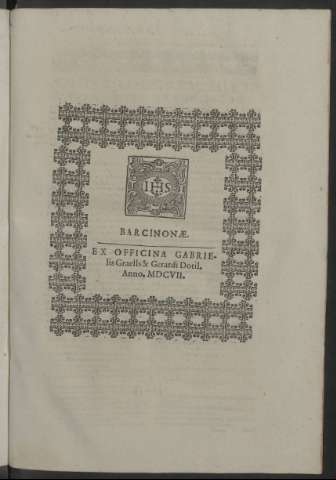 IHS
BARCINONÆ.
EX OFFICINA GABRIE-
lis Graells & Gerardi Dotil,
Anno, MDCVII.